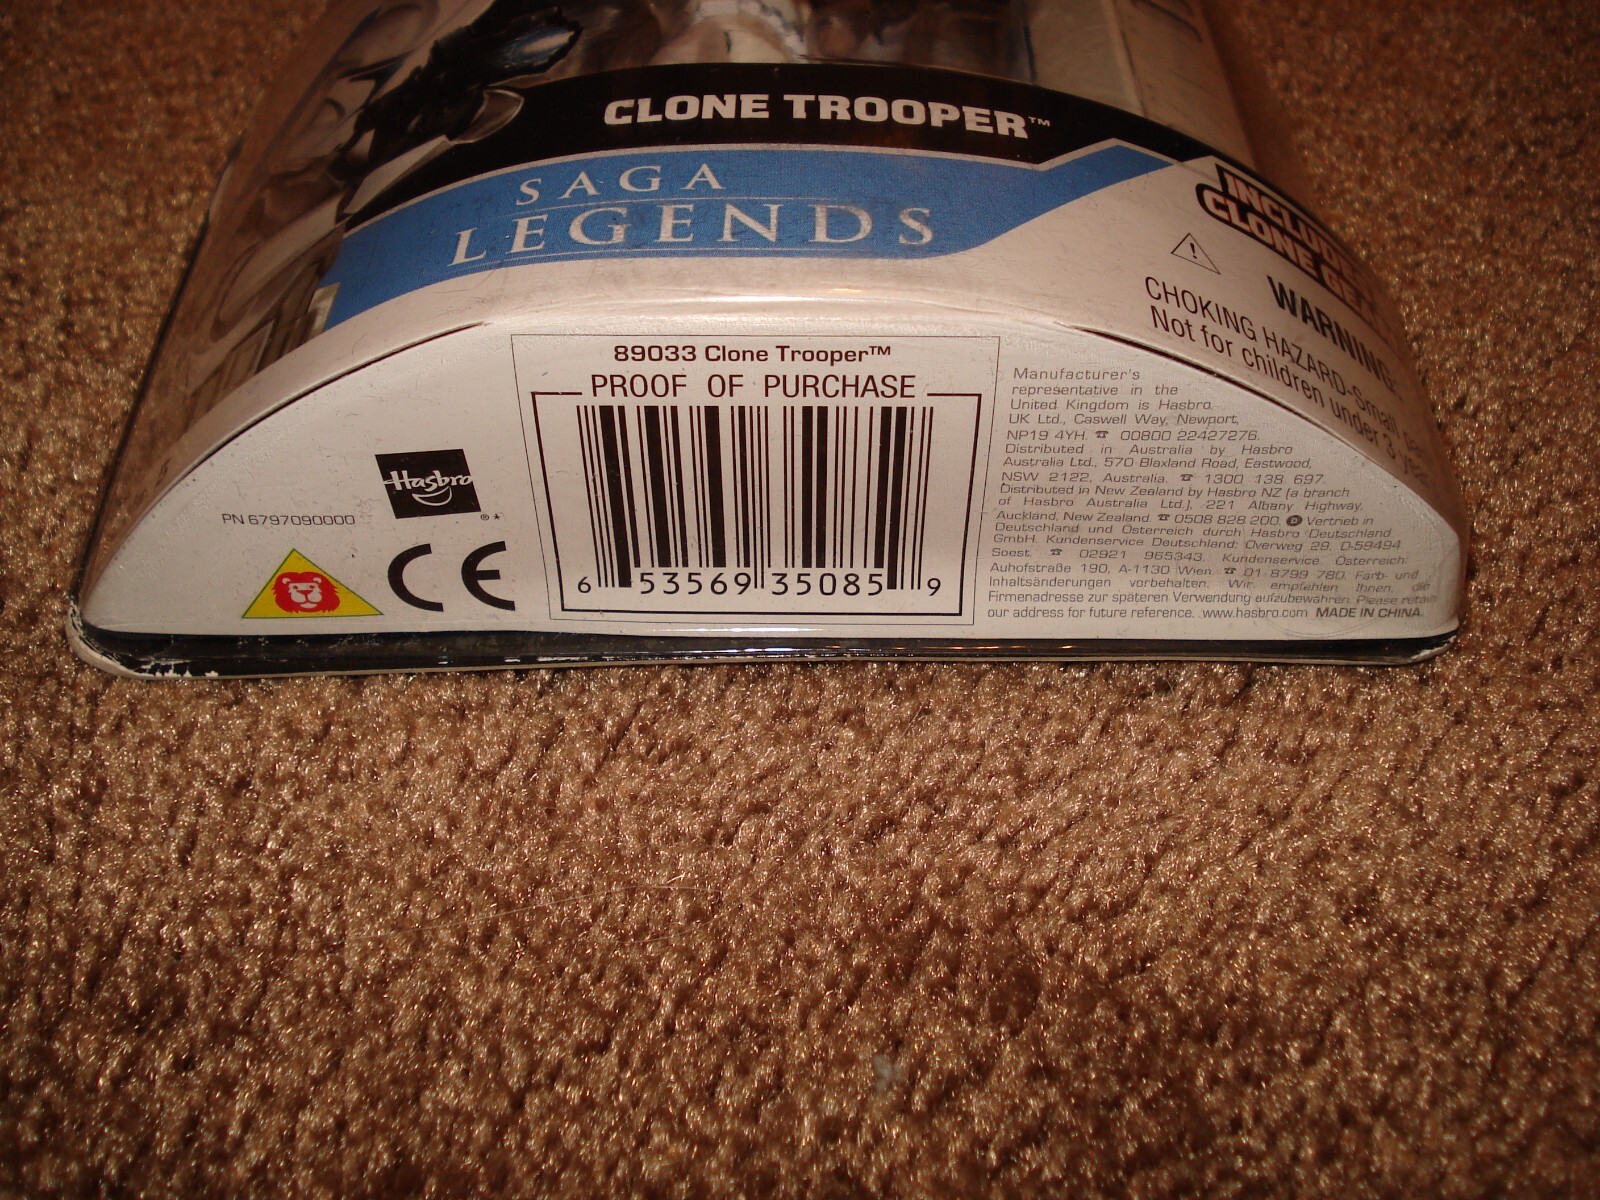 CLONE TROOPER™
SAGA
LEGENDS
CLONE
WARNING:
CHOKING HAZARD-Small
Not for children under 3
89033 Clone Trooper™
PROOF OF PURCHASE
6 53569 35085 9
Hasbro
®*
PN 6797090000
CE
Manufacturer's
representative in the
United Kingdom is Hasbro
UK Ltd., Caswell Way, Newport,
NP19 4YH. ☎ 00800 22427276.
Distributed in Australia by Hasbro
Australia Ltd., 570 Blaxland Road, Eastwood,
NSW 2122, Australia. ☎ 1300 138 697.
Distributed in New Zealand by Hasbro NZ (a branch
of Hasbro Australia Ltd.), 221 Albany Highway,
Auckland, New Zealand. ☎ 0508 828 200. D Vertrieb in
Deutschland und Österreich durch Hasbro Deutschland
GmbH. Kundenservice Deutschland: Overweg 29, D-59494
Soest. ☎ 02921 965343. Kundenservice Österreich:
Auhofstraße 190, A-1130 Wien. ☎ 01 8799 780. Farb- und
Inhaltsänderungen vorbehalten. Wir empfehlen Ihnen, die
Firmenadresse zur späteren Verwendung aufzubewahren. Please retain
our address for future reference. www.hasbro.com MADE IN CHINA.